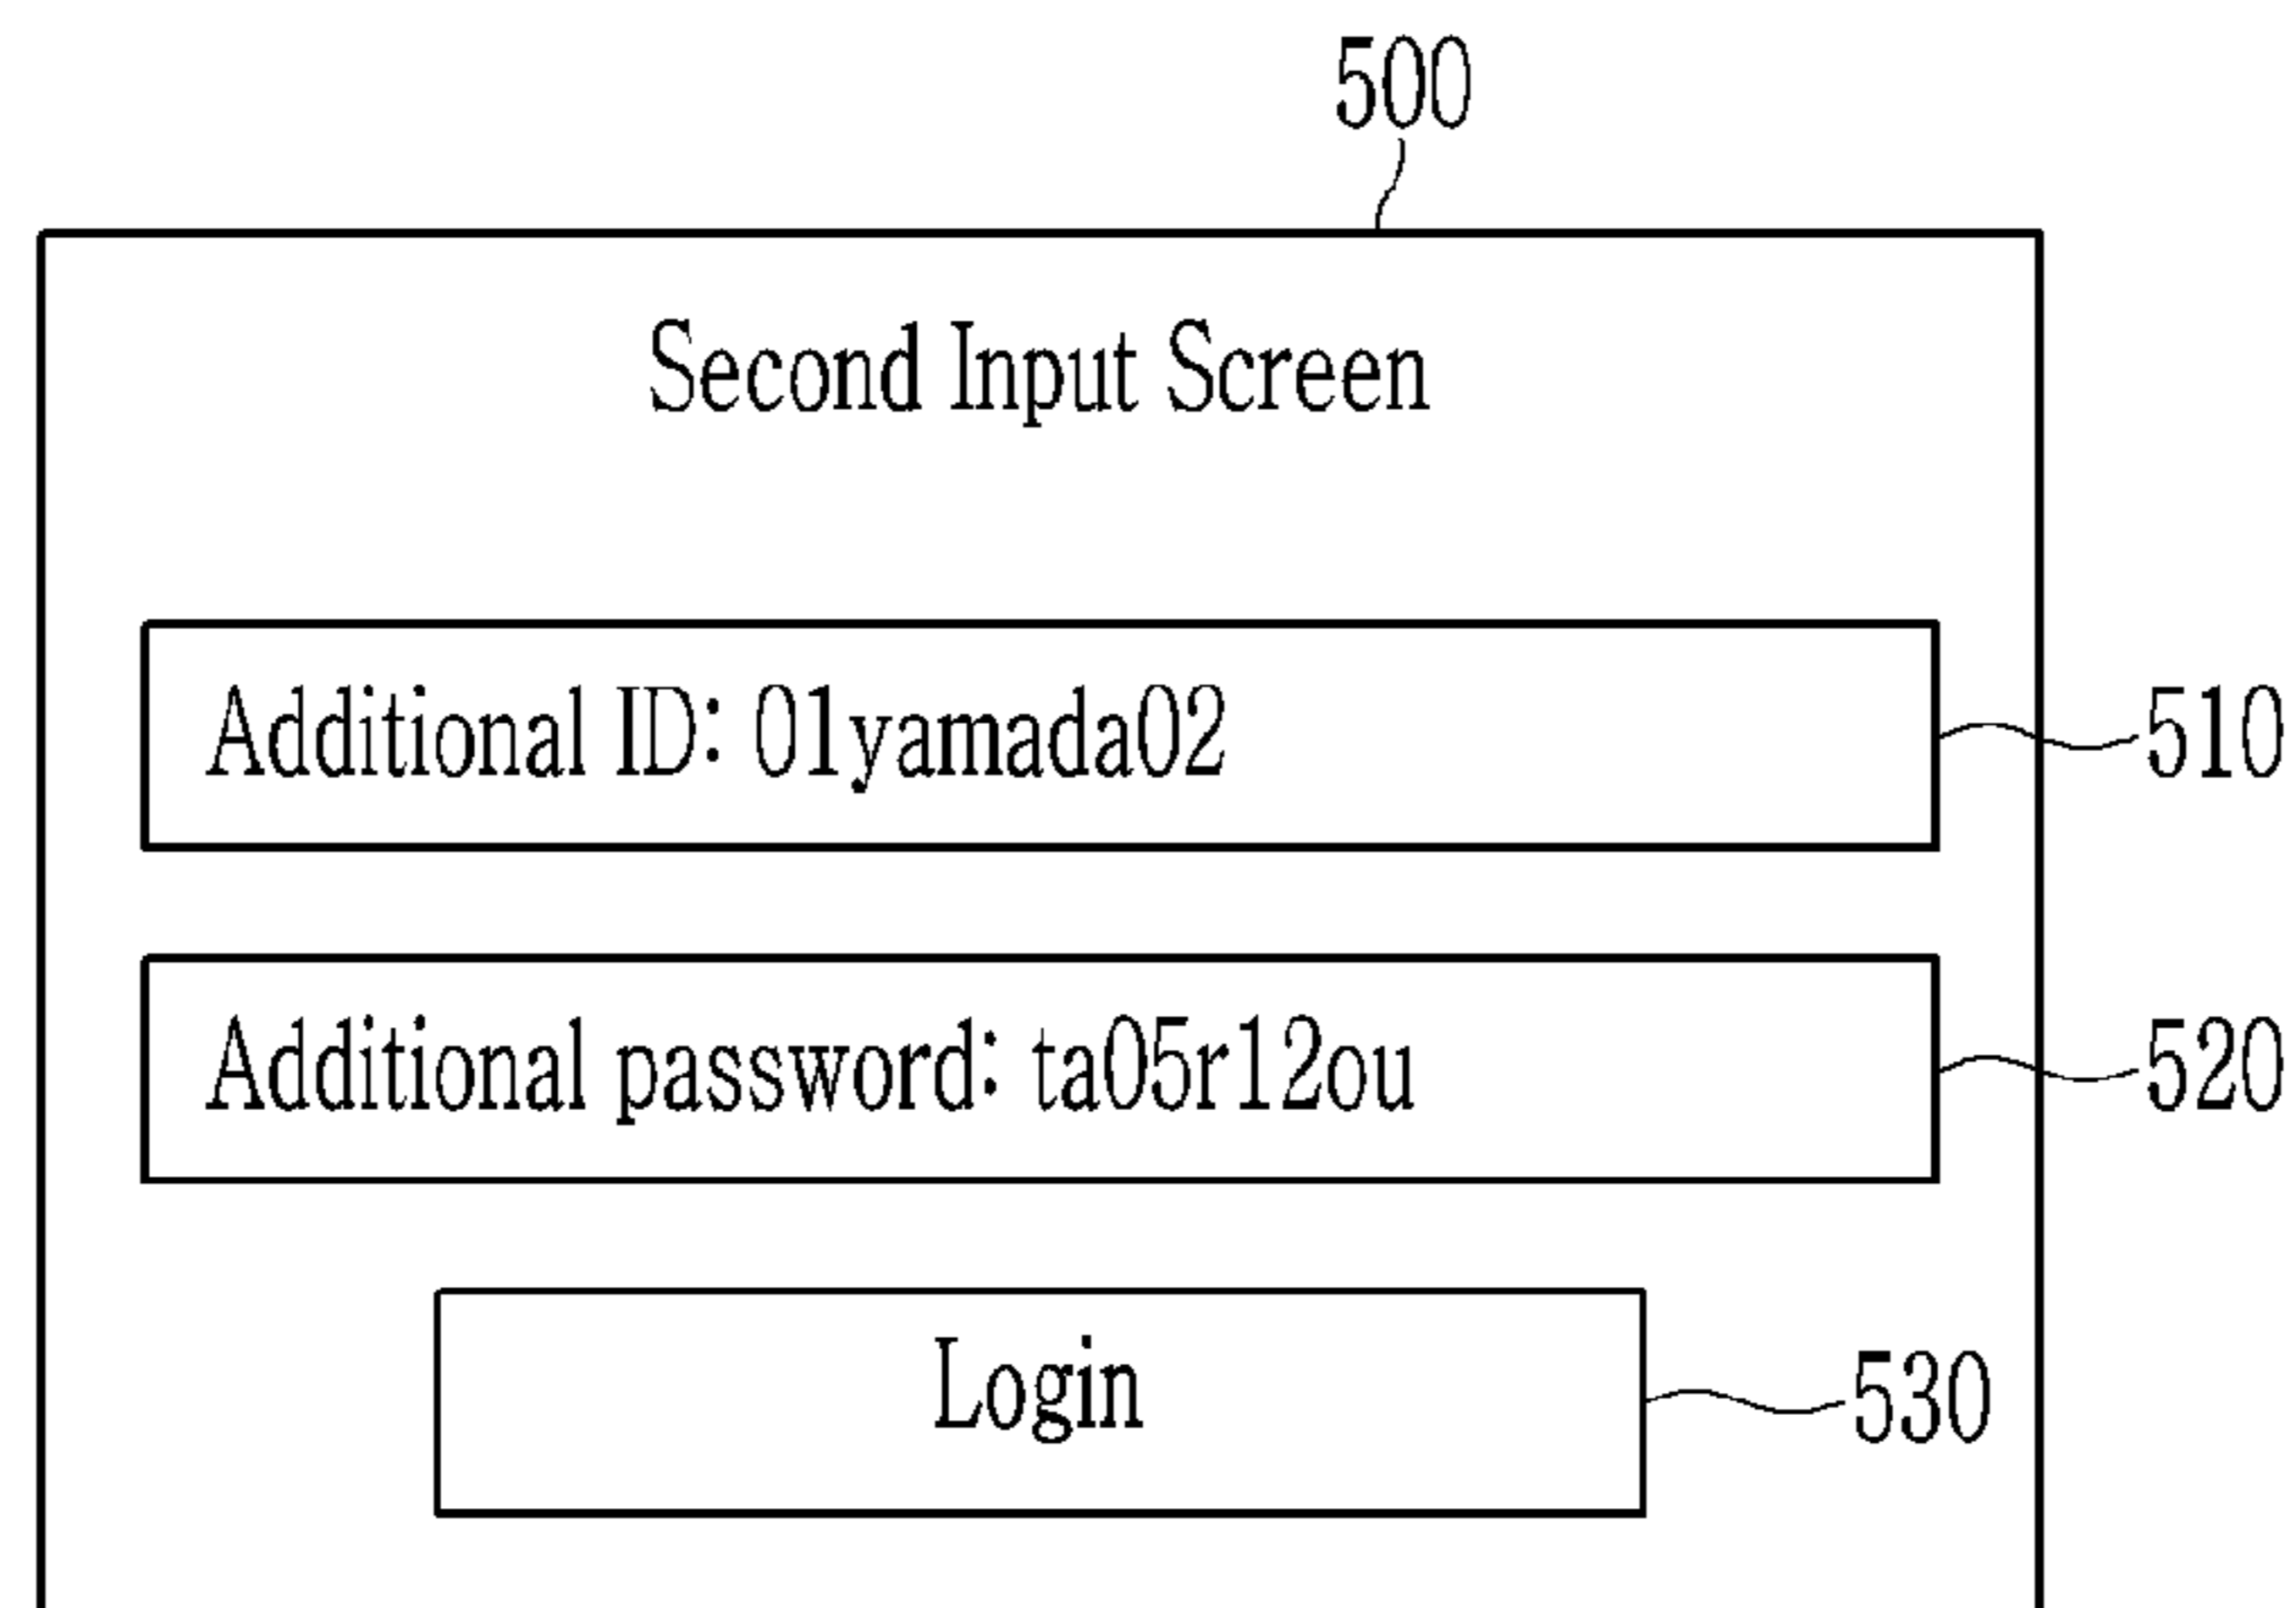 500
Second Input Screen
Additional ID: 01yamada02
510
Additional password: ta05r12ou
520
Login
530